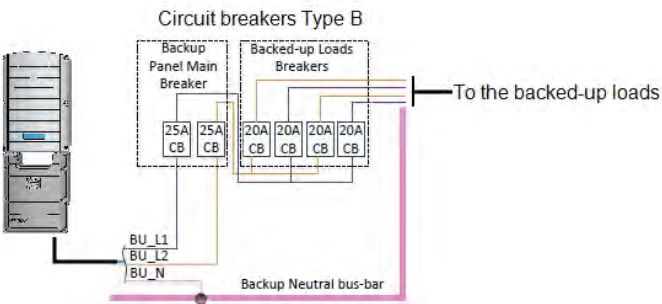 Circuit breakers Type B
Backup
Panel Main
Breaker
Backed-up Loads
Breakers
To the backed-up loads
25A
CB
25A
CB
20A
CB
20A
CB
20A
CB
20A
CB
BU_L1
BU_L2
BU_N
Backup Neutral bus-bar